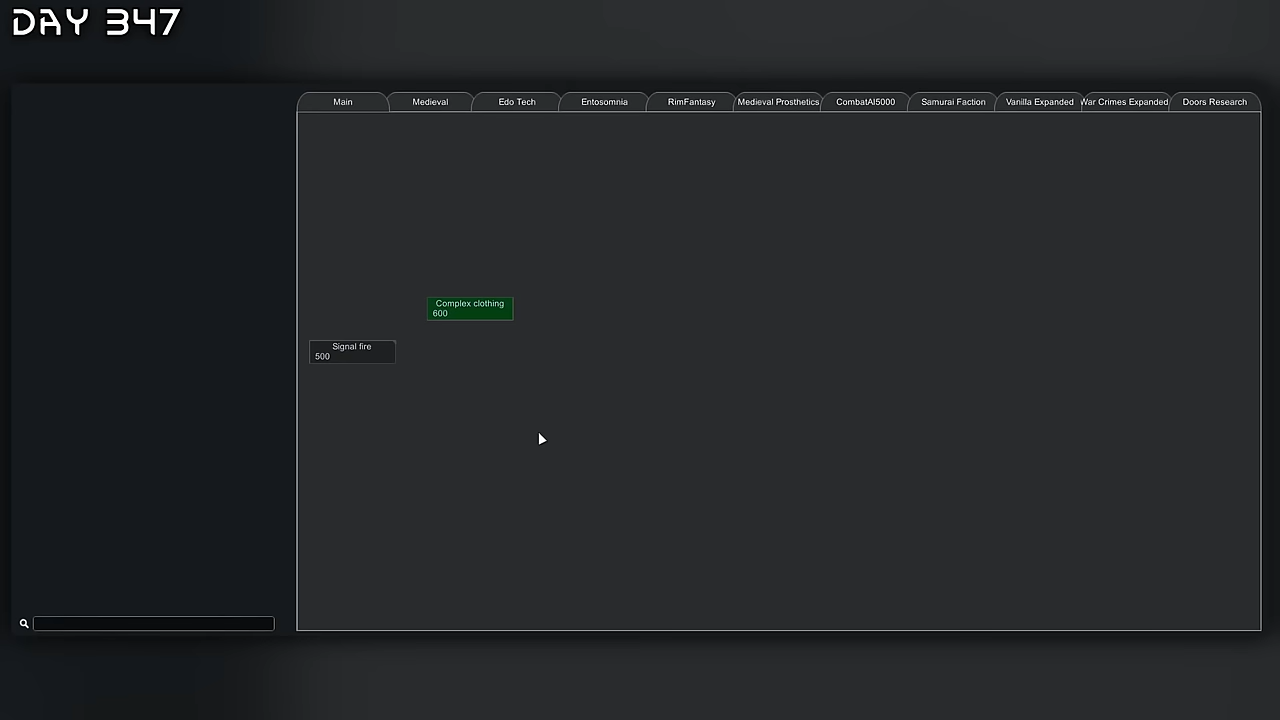 DAY 347
Main
Medieval
Edo Tech
Entosomnia
RimFantasy
Medieval Prosthetics
CombatAI5000
Samurai Faction
Vanilla Expanded
War Crimes Expanded
Doors Research
Complex clothing
600
Signal fire
500